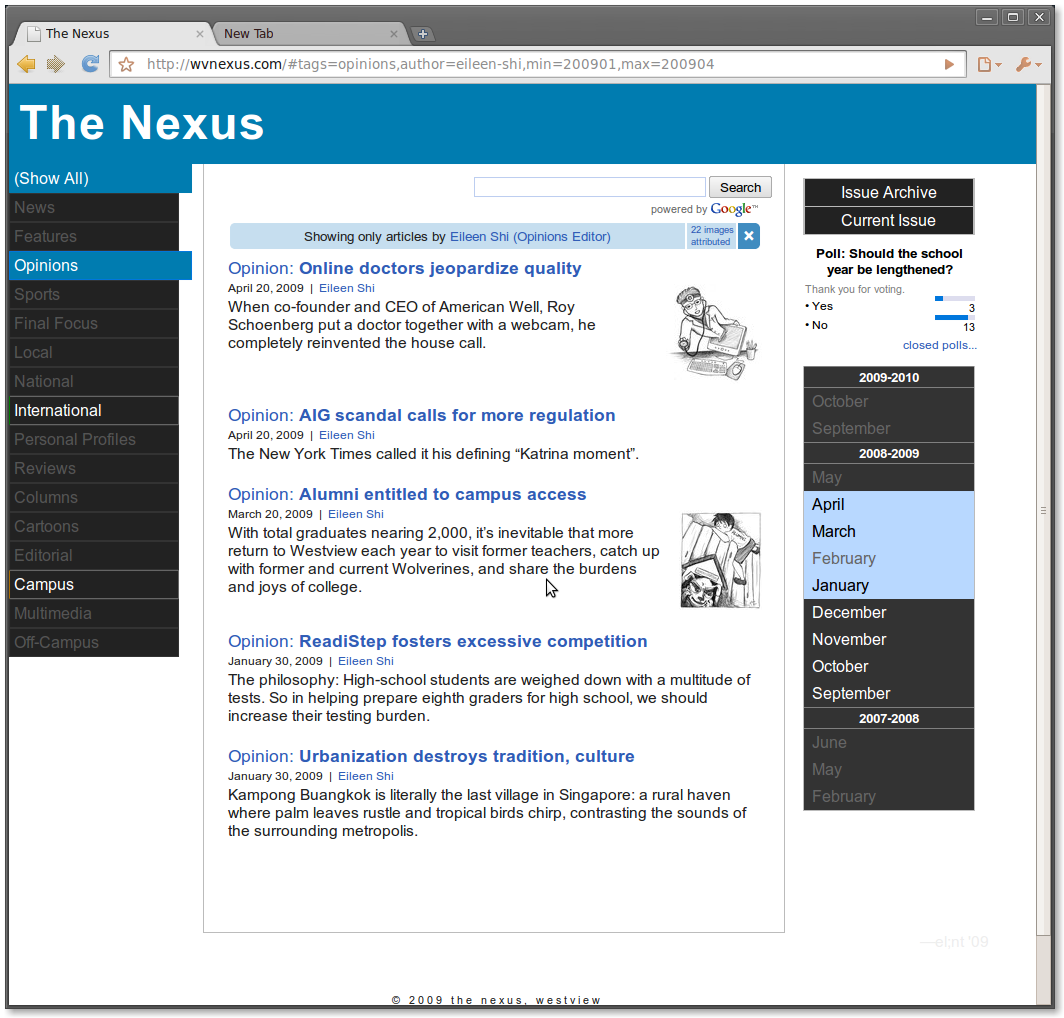 The Nexus
New Tab
http://wvnexus.com/#tags=opinions,author=eileen-shi,min=200901,max=200904
The Nexus
(Show All)
News
Features
Opinions
Sports
Final Focus
Local
National
International
Personal Profiles
Reviews
Columns
Cartoons
Editorial
Campus
Multimedia
Off-Campus
Search
powered by Google™
Showing only articles by Eileen Shi (Opinions Editor)
22 images
attributed
Opinion: Online doctors jeopardize quality
April 20, 2009 | Eileen Shi
When co-founder and CEO of American Well, Roy
Schoenberg put a doctor together with a webcam, he
completely reinvented the house call.
Opinion: AIG scandal calls for more regulation
April 20, 2009 | Eileen Shi
The New York Times called it his defining “Katrina moment”.
Opinion: Alumni entitled to campus access
March 20, 2009 | Eileen Shi
With total graduates nearing 2,000, it’s inevitable that more
return to Westview each year to visit former teachers, catch up
with former and current Wolverines, and share the burdens
and joys of college.
Opinion: ReadiStep fosters excessive competition
January 30, 2009 | Eileen Shi
The philosophy: High-school students are weighed down with a multitude of
tests. So in helping prepare eighth graders for high school, we should
increase their testing burden.
Opinion: Urbanization destroys tradition, culture
January 30, 2009 | Eileen Shi
Kampong Buangkok is literally the last village in Singapore: a rural haven
where palm leaves rustle and tropical birds chirp, contrasting the sounds of
the surrounding metropolis.
Issue Archive
Current Issue
Poll: Should the school
year be lengthened?
Thank you for voting.
• Yes 3
• No 13
closed polls...
2009-2010
October
September
2008-2009
May
April
March
February
January
December
November
October
September
2007-2008
June
May
February
—el;nt '09
© 2009 the nexus, westview